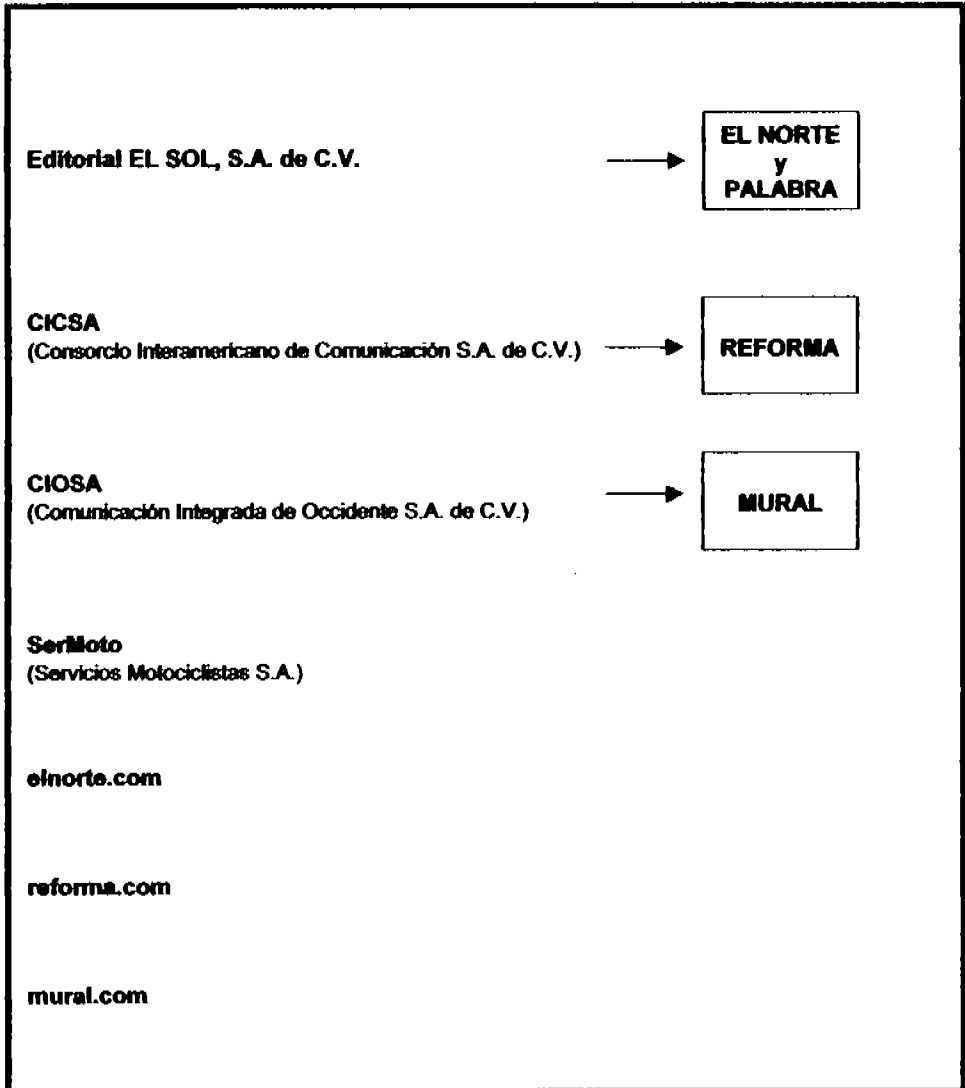 Editorial EL SOL, S.A. de C.V.
EL NORTE
y
PALABRA
CICSA
(Consorcio Interamericano de Comunicación S.A. de C.V.)
REFORMA
CIOSA
(Comunicación Integrada de Occidente S.A. de C.V.)
MURAL
SerMoto
(Servicios Motociclistas S.A.)
elnorte.com
reforma.com
mural.com